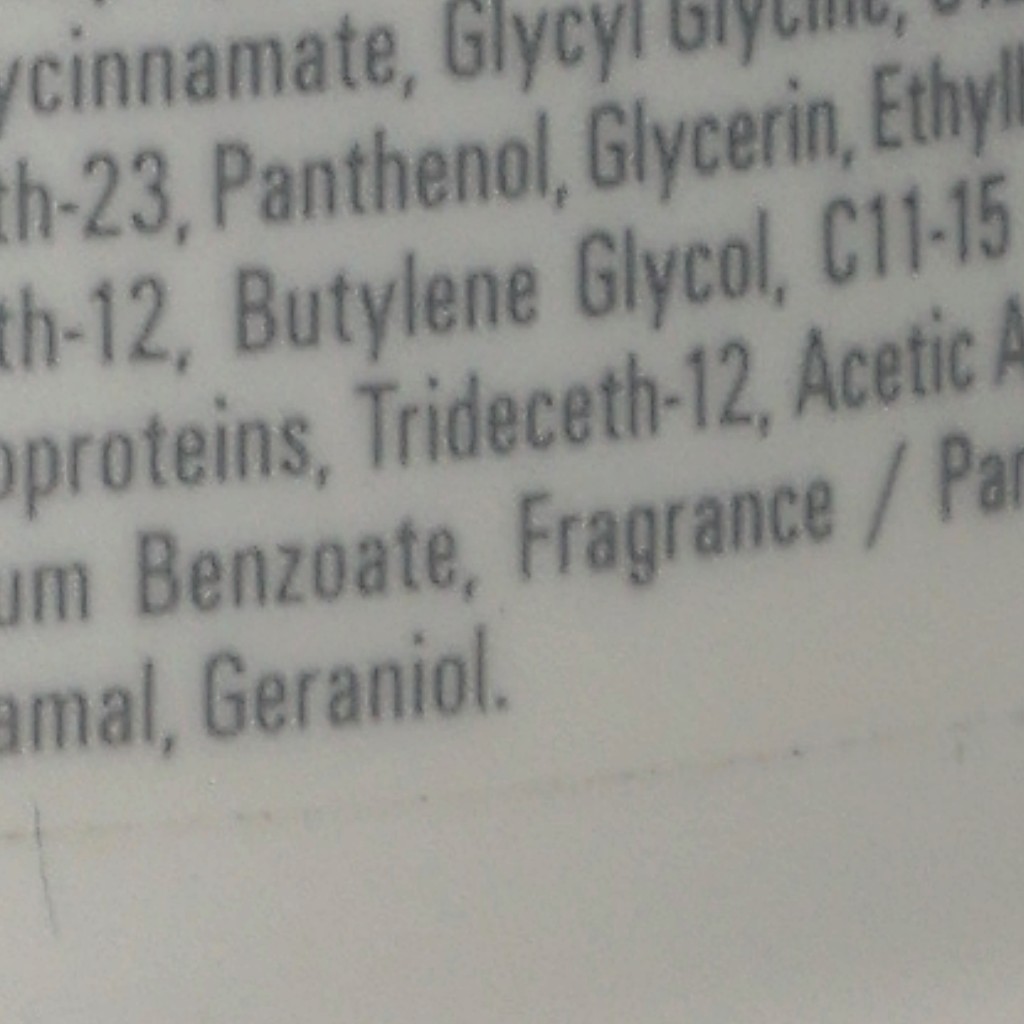 ycinnamate, Glycyl Glycine,
th-23, Panthenol, Glycerin, Ethyl
th-12, Butylene Glycol, C11-15
oproteins, Trideceth-12, Acetic A
um Benzoate, Fragrance / Par
amal, Geraniol.